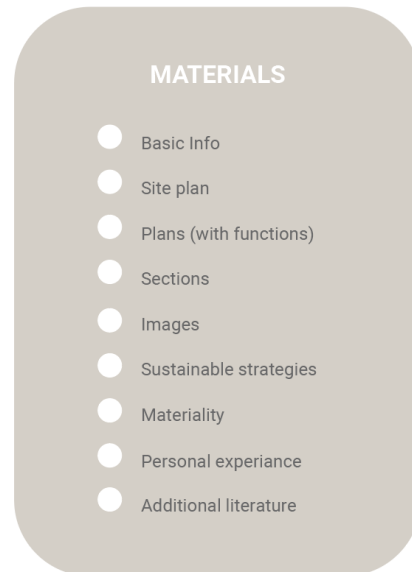 MATERIALS
Basic Info
Site plan
Plans (with functions)
Sections
Images
Sustainable strategies
Materiality
Personal experiance
Additional literature